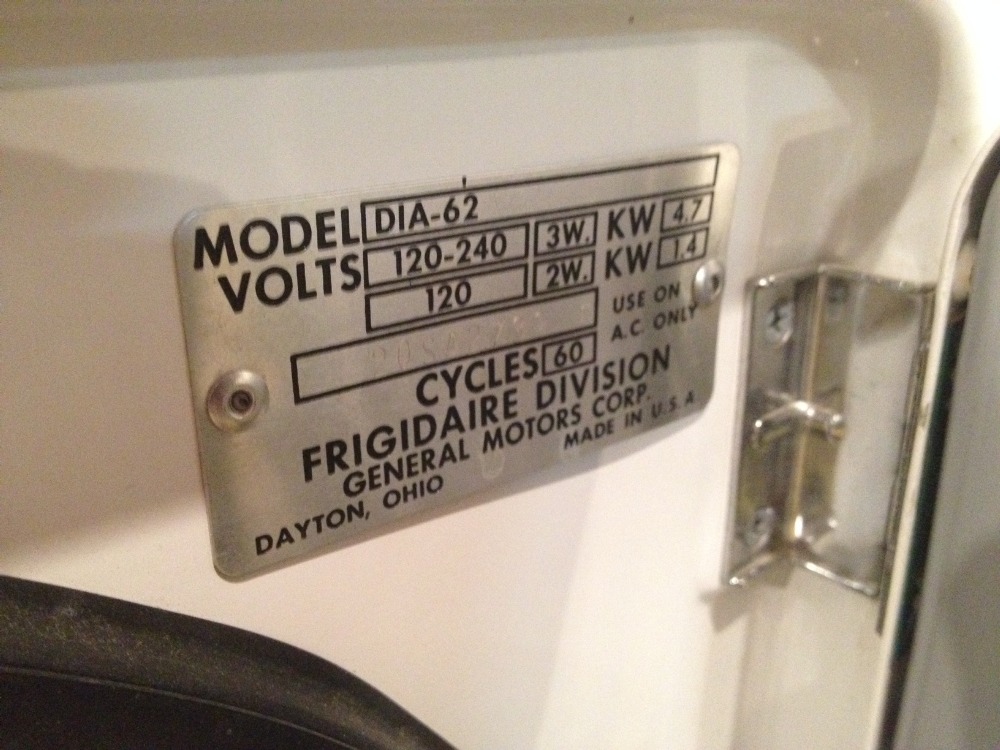 MODEL DIA-62
VOLTS 120-240 3W. KW 4.7
120 2W. KW 1.4
USE ON
A.C. ONLY
CYCLES 60
FRIGIDAIRE DIVISION
GENERAL MOTORS CORP.
DAYTON, OHIO MADE IN U.S.A